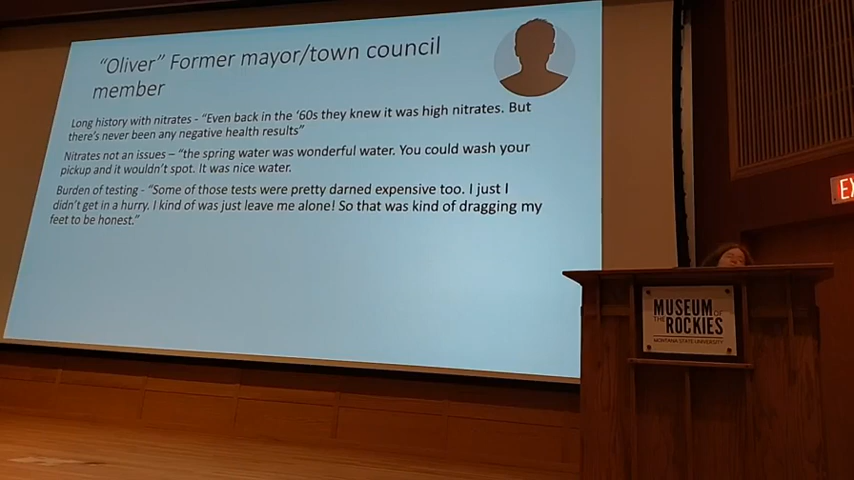 "Oliver" Former mayor/town council
member
Long history with nitrates - "Even back in the '60s they knew it was high nitrates. But
there's never been any negative health results"
Nitrates not an issues – "the spring water was wonderful water. You could wash your
pickup and it wouldn't spot. It was nice water.
Burden of testing - "Some of those tests were pretty darned expensive too. I just I
didn't get in a hurry. I kind of was just leave me alone! So that was kind of dragging my
feet to be honest."
EX
MUSEUM OF
THE ROCKIES
MONTANA STATE UNIVERSITY